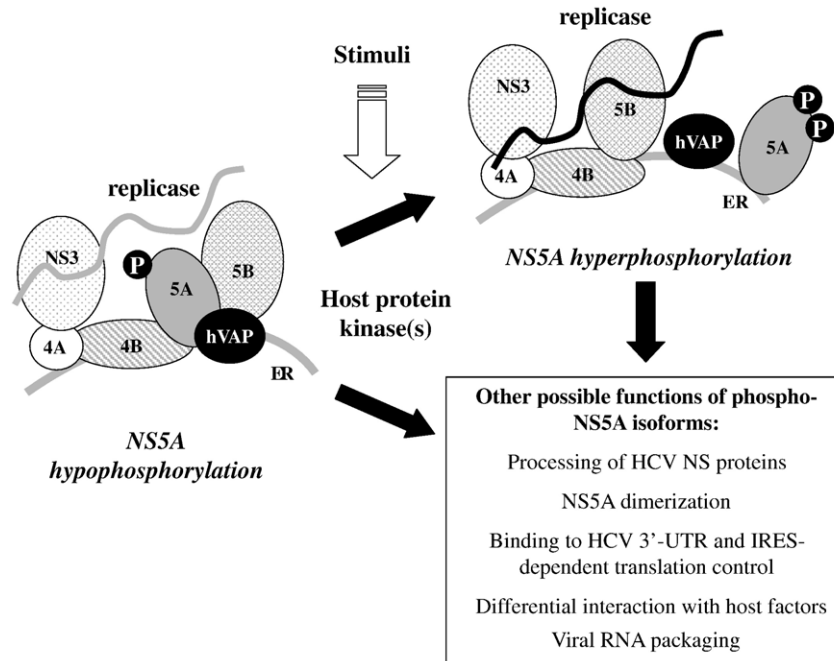 replicase
Stimuli
NS3
5B
P
P
hVAP
5A
4A
4B
ER
replicase
NS5A hyperphosphorylation
NS3
P
5A
5B
Host protein
kinase(s)
hVAP
4A
4B
ER
NS5A
hypophosphorylation
Other possible functions of phospho-
NS5A isoforms:
Processing of HCV NS proteins
NS5A dimerization
Binding to HCV 3’-UTR and IRES-
dependent translation control
Differential interaction with host factors
Viral RNA packaging